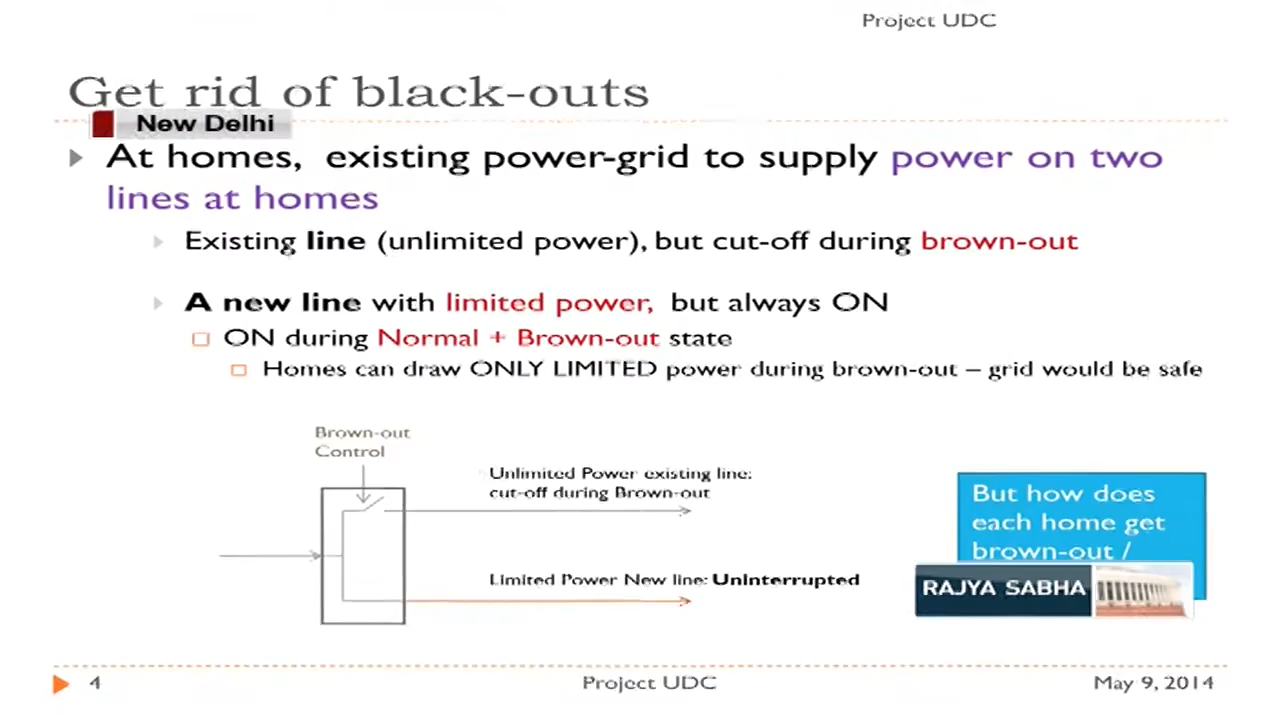 Project UDC
Get rid of black-outs
New Delhi
At homes, existing power-grid to supply power on two
lines at homes
Existing line (unlimited power), but cut-off during brown-out
A new line with limited power, but always ON
ON during Normal + Brown-out state
Homes can draw ONLY LIMITED power during brown-out – grid would be safe
Brown-out
Control
Unlimited Power existing line:
cut-off during Brown-out
Limited Power New line: UnInterrupted
But how does
each home get
brown-out /
RAJYA SABHA
4
Project UDC
May 9, 2014